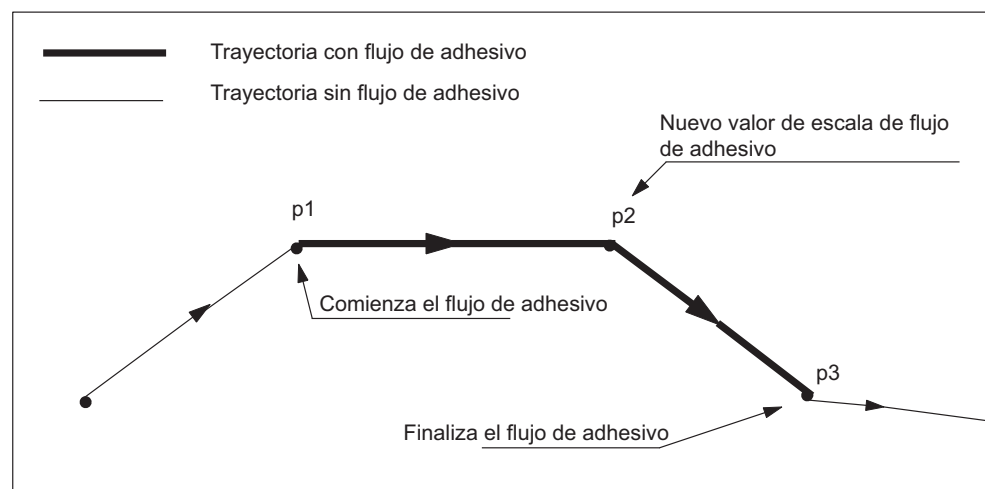 Trayectoria con flujo de adhesivo
Trayectoria sin flujo de adhesivo
Nuevo valor de escala de flujo
de adhesivo
p1
p2
Comienza el flujo de adhesivo
p3
Finaliza el flujo de adhesivo